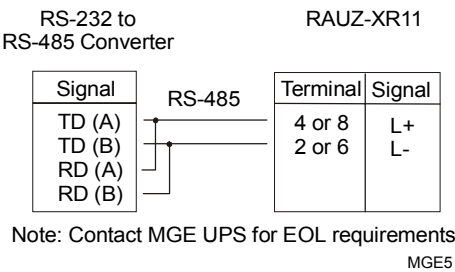 RS-232 to
RS-485 Converter
RAUZ-XR11
Signal
RS-485
Terminal Signal
TD (A)
TD (B)
RD (A)
RD (B)
4 or 8 L+
2 or 6 L-
Note: Contact MGE UPS for EOL requirements
MGE5